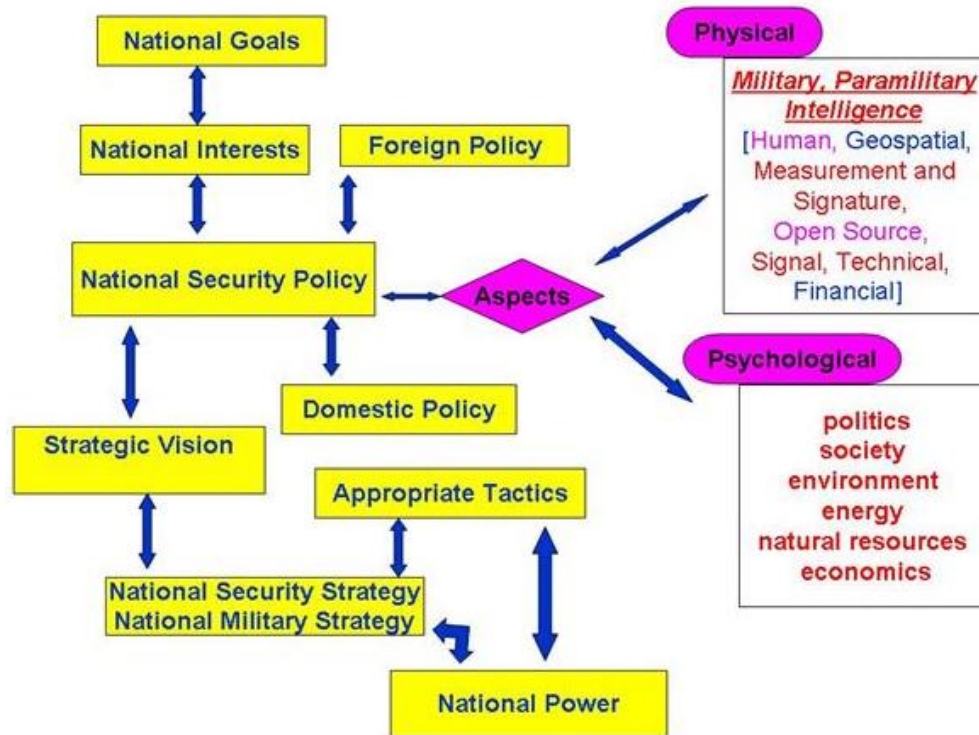 National Goals
National Interests
Foreign Policy
National Security Policy
Aspects
Domestic Policy
Strategic Vision
Appropriate Tactics
National Security Strategy
National Military Strategy
National Power
Physical
Military, Paramilitary
Intelligence
[Human, Geospatial,
Measurement and
Signature,
Open Source,
Signal, Technical,
Financial]
Psychological
politics
society
environment
energy
natural resources
economics